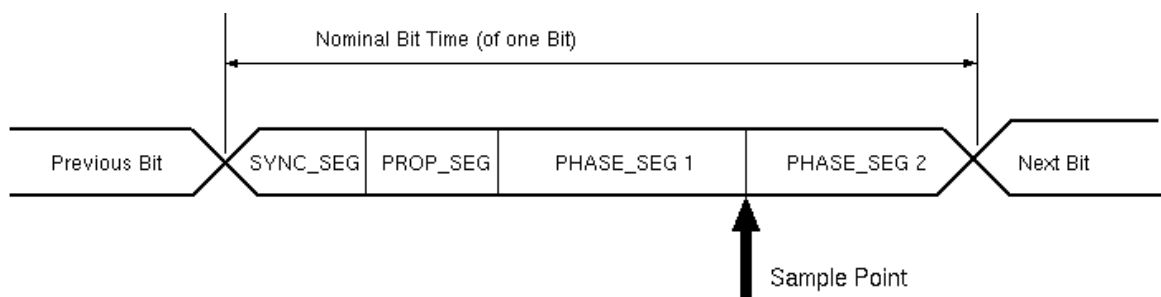 Nominal Bit Time (of one Bit)
Previous Bit SYNC_SEG PROP_SEG PHASE_SEG 1 PHASE_SEG 2 Next Bit
Sample Point